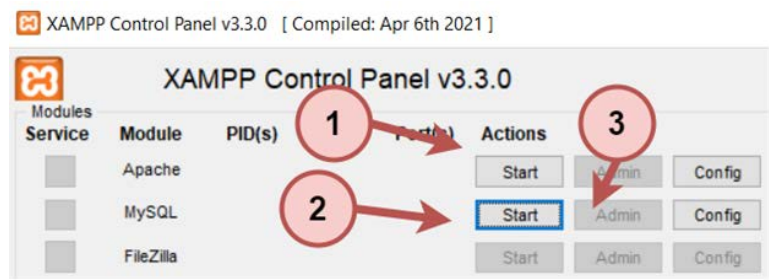 XAMPP Control Panel v3.3.0 [ Compiled: Apr 6th 2021 ]
XAMPP Control Panel v3.3.0
Modules
Service Module PID(s) Port(s) Actions
1
3
Apache Start Admin Config
2
MySQL Start Admin Config
FileZilla Start Admin Config